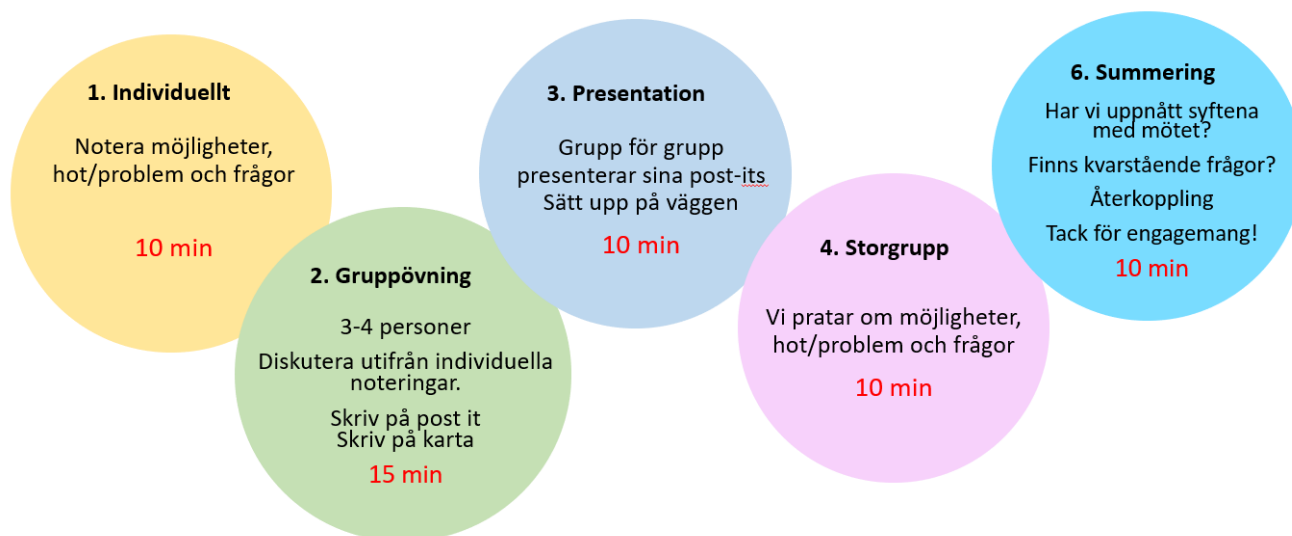 1. Individuellt
Notera möjligheter,
hot/problem och frågor
10 min
2. Gruppövning
3-4 personer
Diskutera utifrån individuella
noteringar.
Skriv på post it
Skriv på karta
15 min
3. Presentation
Grupp för grupp
presenterar sina post-its
Sätt upp på väggen
10 min
4. Storgrupp
Vi pratar om möjligheter,
hot/problem och frågor
10 min
6. Summering
Har vi uppnått syftena
med mötet?
Finns kvarstående frågor?
Återkoppling
Tack för engagemang!
10 min